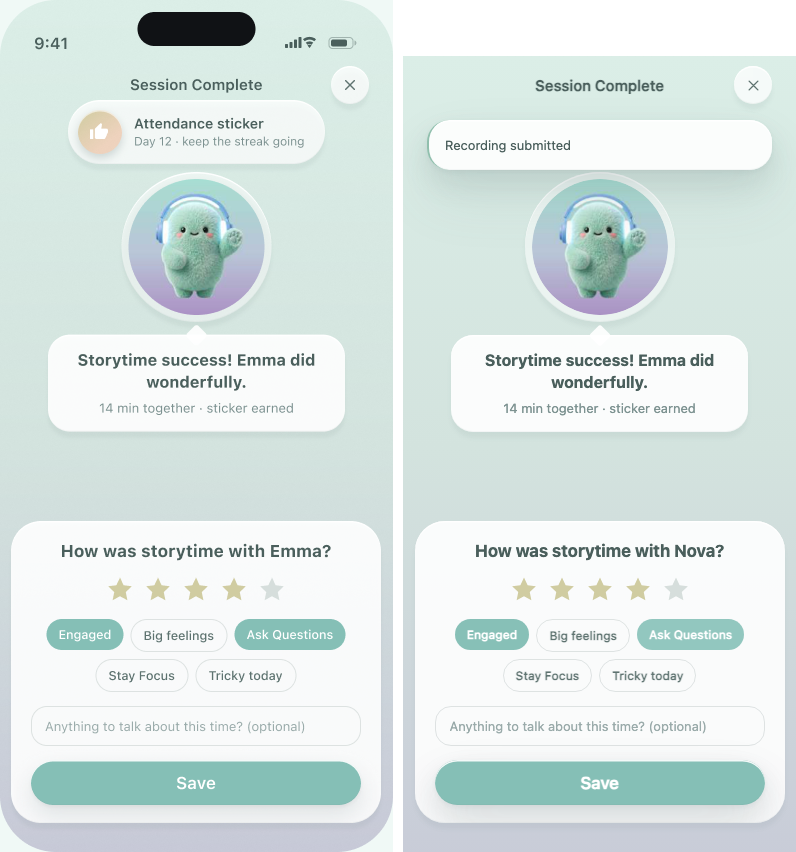 9:41
Session Complete
Attendance sticker
Day 12 · keep the streak going
Storytime success! Emma did
wonderfully.
14 min together · sticker earned
How was storytime with Emma?
Engaged
Big feelings
Ask Questions
Stay Focus
Tricky today
Anything to talk about this time? (optional)
Save
Session Complete
Recording submitted
Storytime success! Emma did
wonderfully.
14 min together · sticker earned
How was storytime with Nova?
Engaged
Big feelings
Ask Questions
Stay Focus
Tricky today
Anything to talk about this time? (optional)
Save